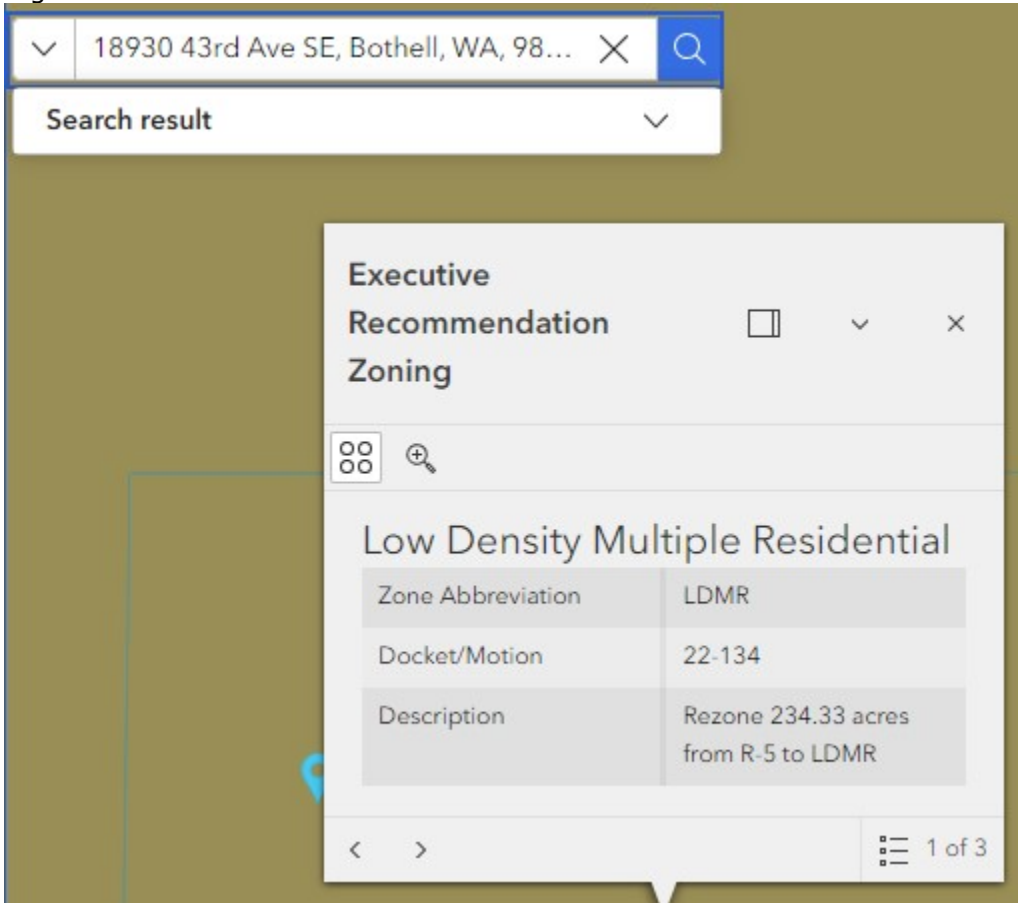 18930 43rd Ave SE, Bothell, WA, 98...
Search result
Executive
Recommendation
Zoning
Low Density Multiple Residential
Zone Abbreviation LDMR
Docket/Motion 22-134
Description Rezone 234.33 acres
from R-5 to LDMR
1 of 3